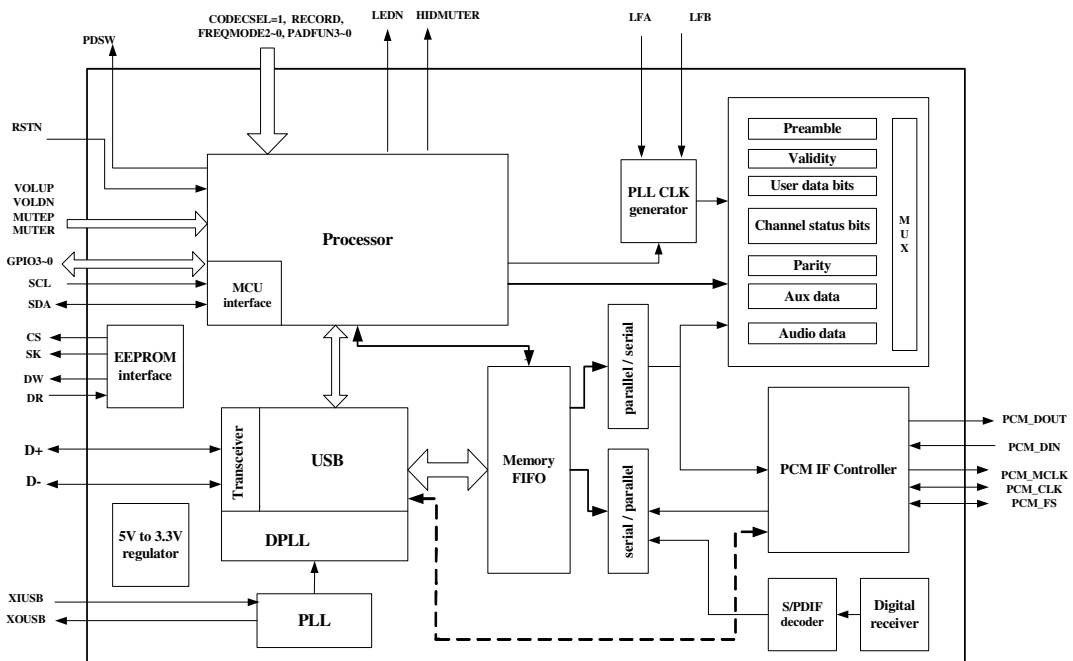 CODECSEL=1, RECORD,
FREQMODE2~0, PADFUN3~0
LEDN
HIDMUTER
LFA
LFB
PDSW
RSTN
VOLUP
VOLDN
MUTEP
MUTER
GPIO3~0
SCL
SDA
CS
SK
DW
DR
D+
D-
XIUSB
XOUSB
Processor
MCU
interface
EEPROM
interface
PLL CLK
generator
Preamble
Validity
User data bits
Channel status bits
Parity
Aux data
Audio data
M
U
X
Transceiver
USB
DPLL
5V to 3.3V
regulator
PLL
Memory
FIFO
parallel / serial
serial / parallel
PCM IF Controller
S/PDIF
decoder
Digital
receiver
PCM_DOUT
PCM_DIN
PCM_MCLK
PCM_CLK
PCM_FS